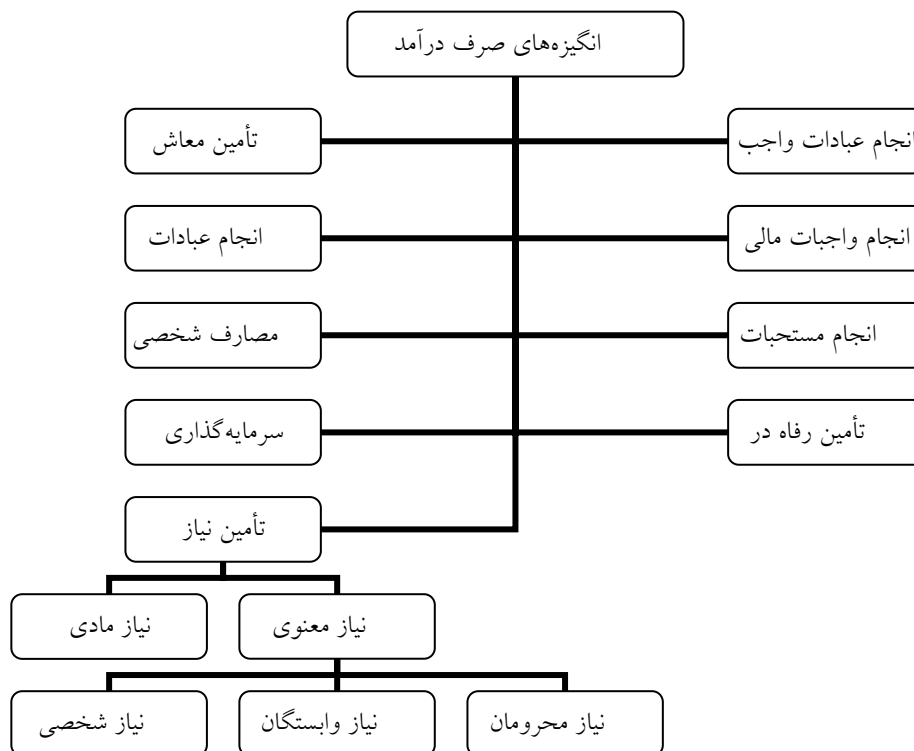 انگیزه‌های صرف درآمد
انجام عبادات واجب
تأمین معاش
انجام واجبات مالی
انجام عبادات
انجام مستحبات
مصارف شخصی
تأمین رفاه در
سرمایه‌گذاری
تأمین نیاز
نیاز معنوی
نیاز مادی
نیاز محرومان
نیاز وابستگان
نیاز شخصی